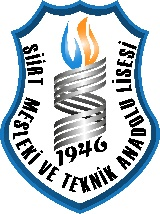 SİİRT MESLEKİ VE TEKNİK ANADOLU LİSESİ
1946